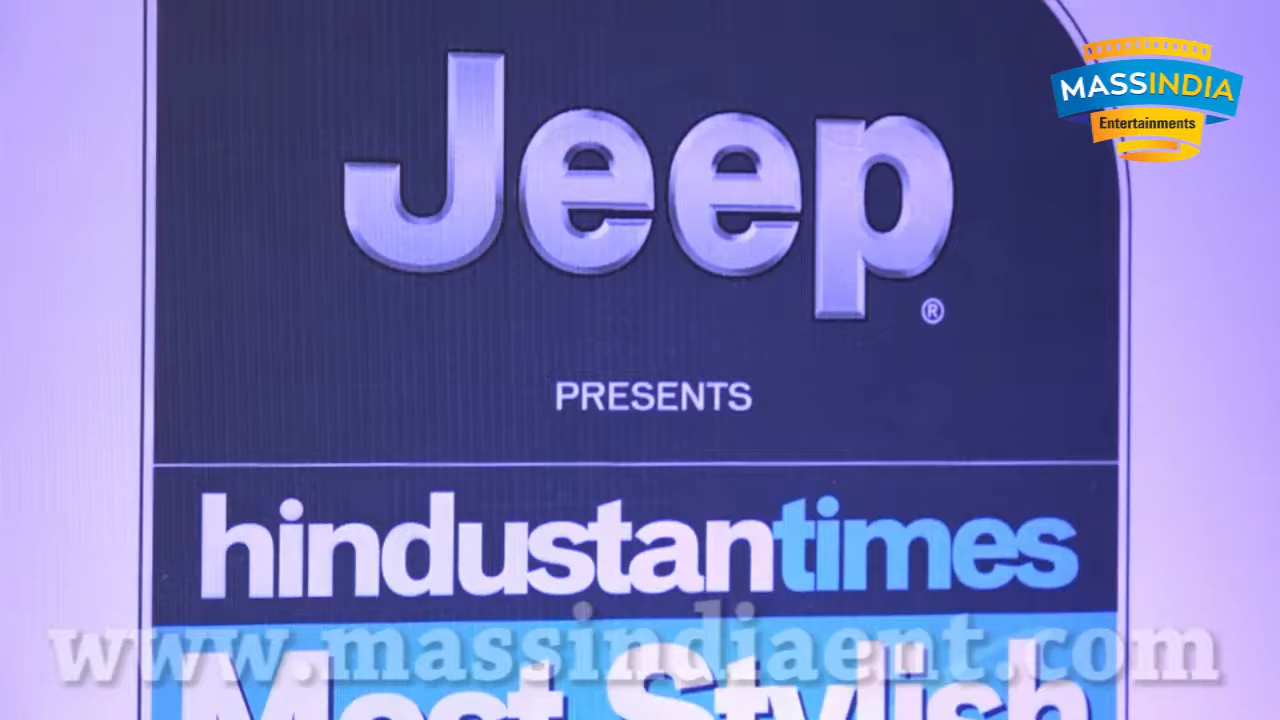 MASSINDIA
Entertainments
Jeep
®
PRESENTS
hindustantimes
www.massindiaent.com
Most Stylish